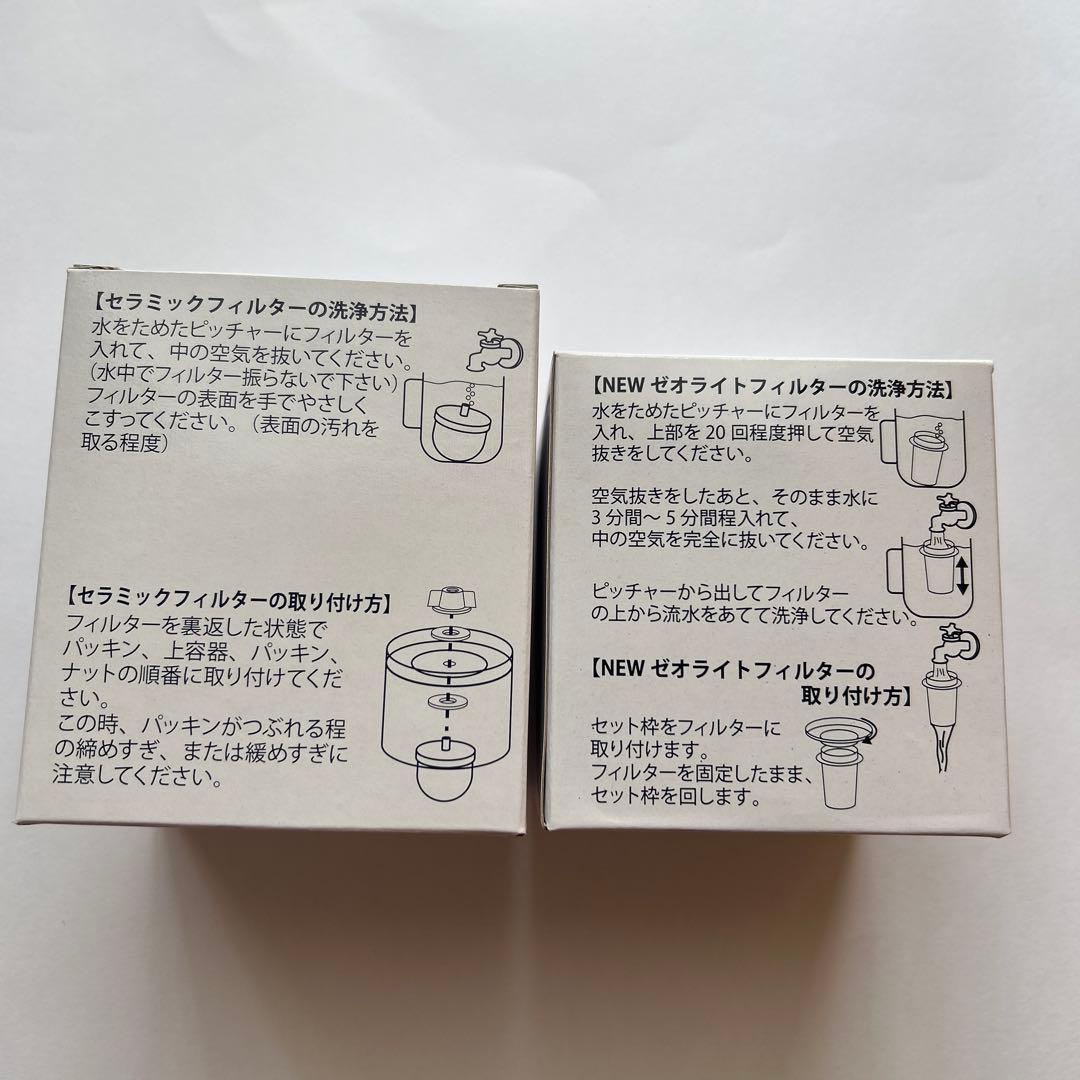 【セラミックフィルターの洗浄方法】
水をためたピッチャーにフィルターを
入れて、中の空気を抜いてください。
(水中でフィルター振らないで下さい)
フィルターの表面を手でやさしく
こすってください。(表面の汚れを
取る程度)
【セラミックフィルターの取り付け方】
フィルターを裏返した状態で
パッキン、上容器、パッキン、
ナットの順番に取り付けてくだ
さい。
この時、パッキンがつぶれる程
の締めすぎ、または緩めすぎに
注意してください。
【NEW ゼオライトフィルターの洗浄方法】
水をためたピッチャーにフィルターを
入れ、上部を 20 回程度押して空気
抜きをしてください。
空気抜きをしたあと、そのまま水に
3 分間～ 5 分間程入れて、
中の空気を完全に抜いてください。
ピッチャーから出してフィルター
の上から流水をあてて洗浄してください。
【NEW ゼオライトフィルターの
取り付け方】
セット枠をフィルターに
取り付けます。
フィルターを固定したまま、
セット枠を回します。